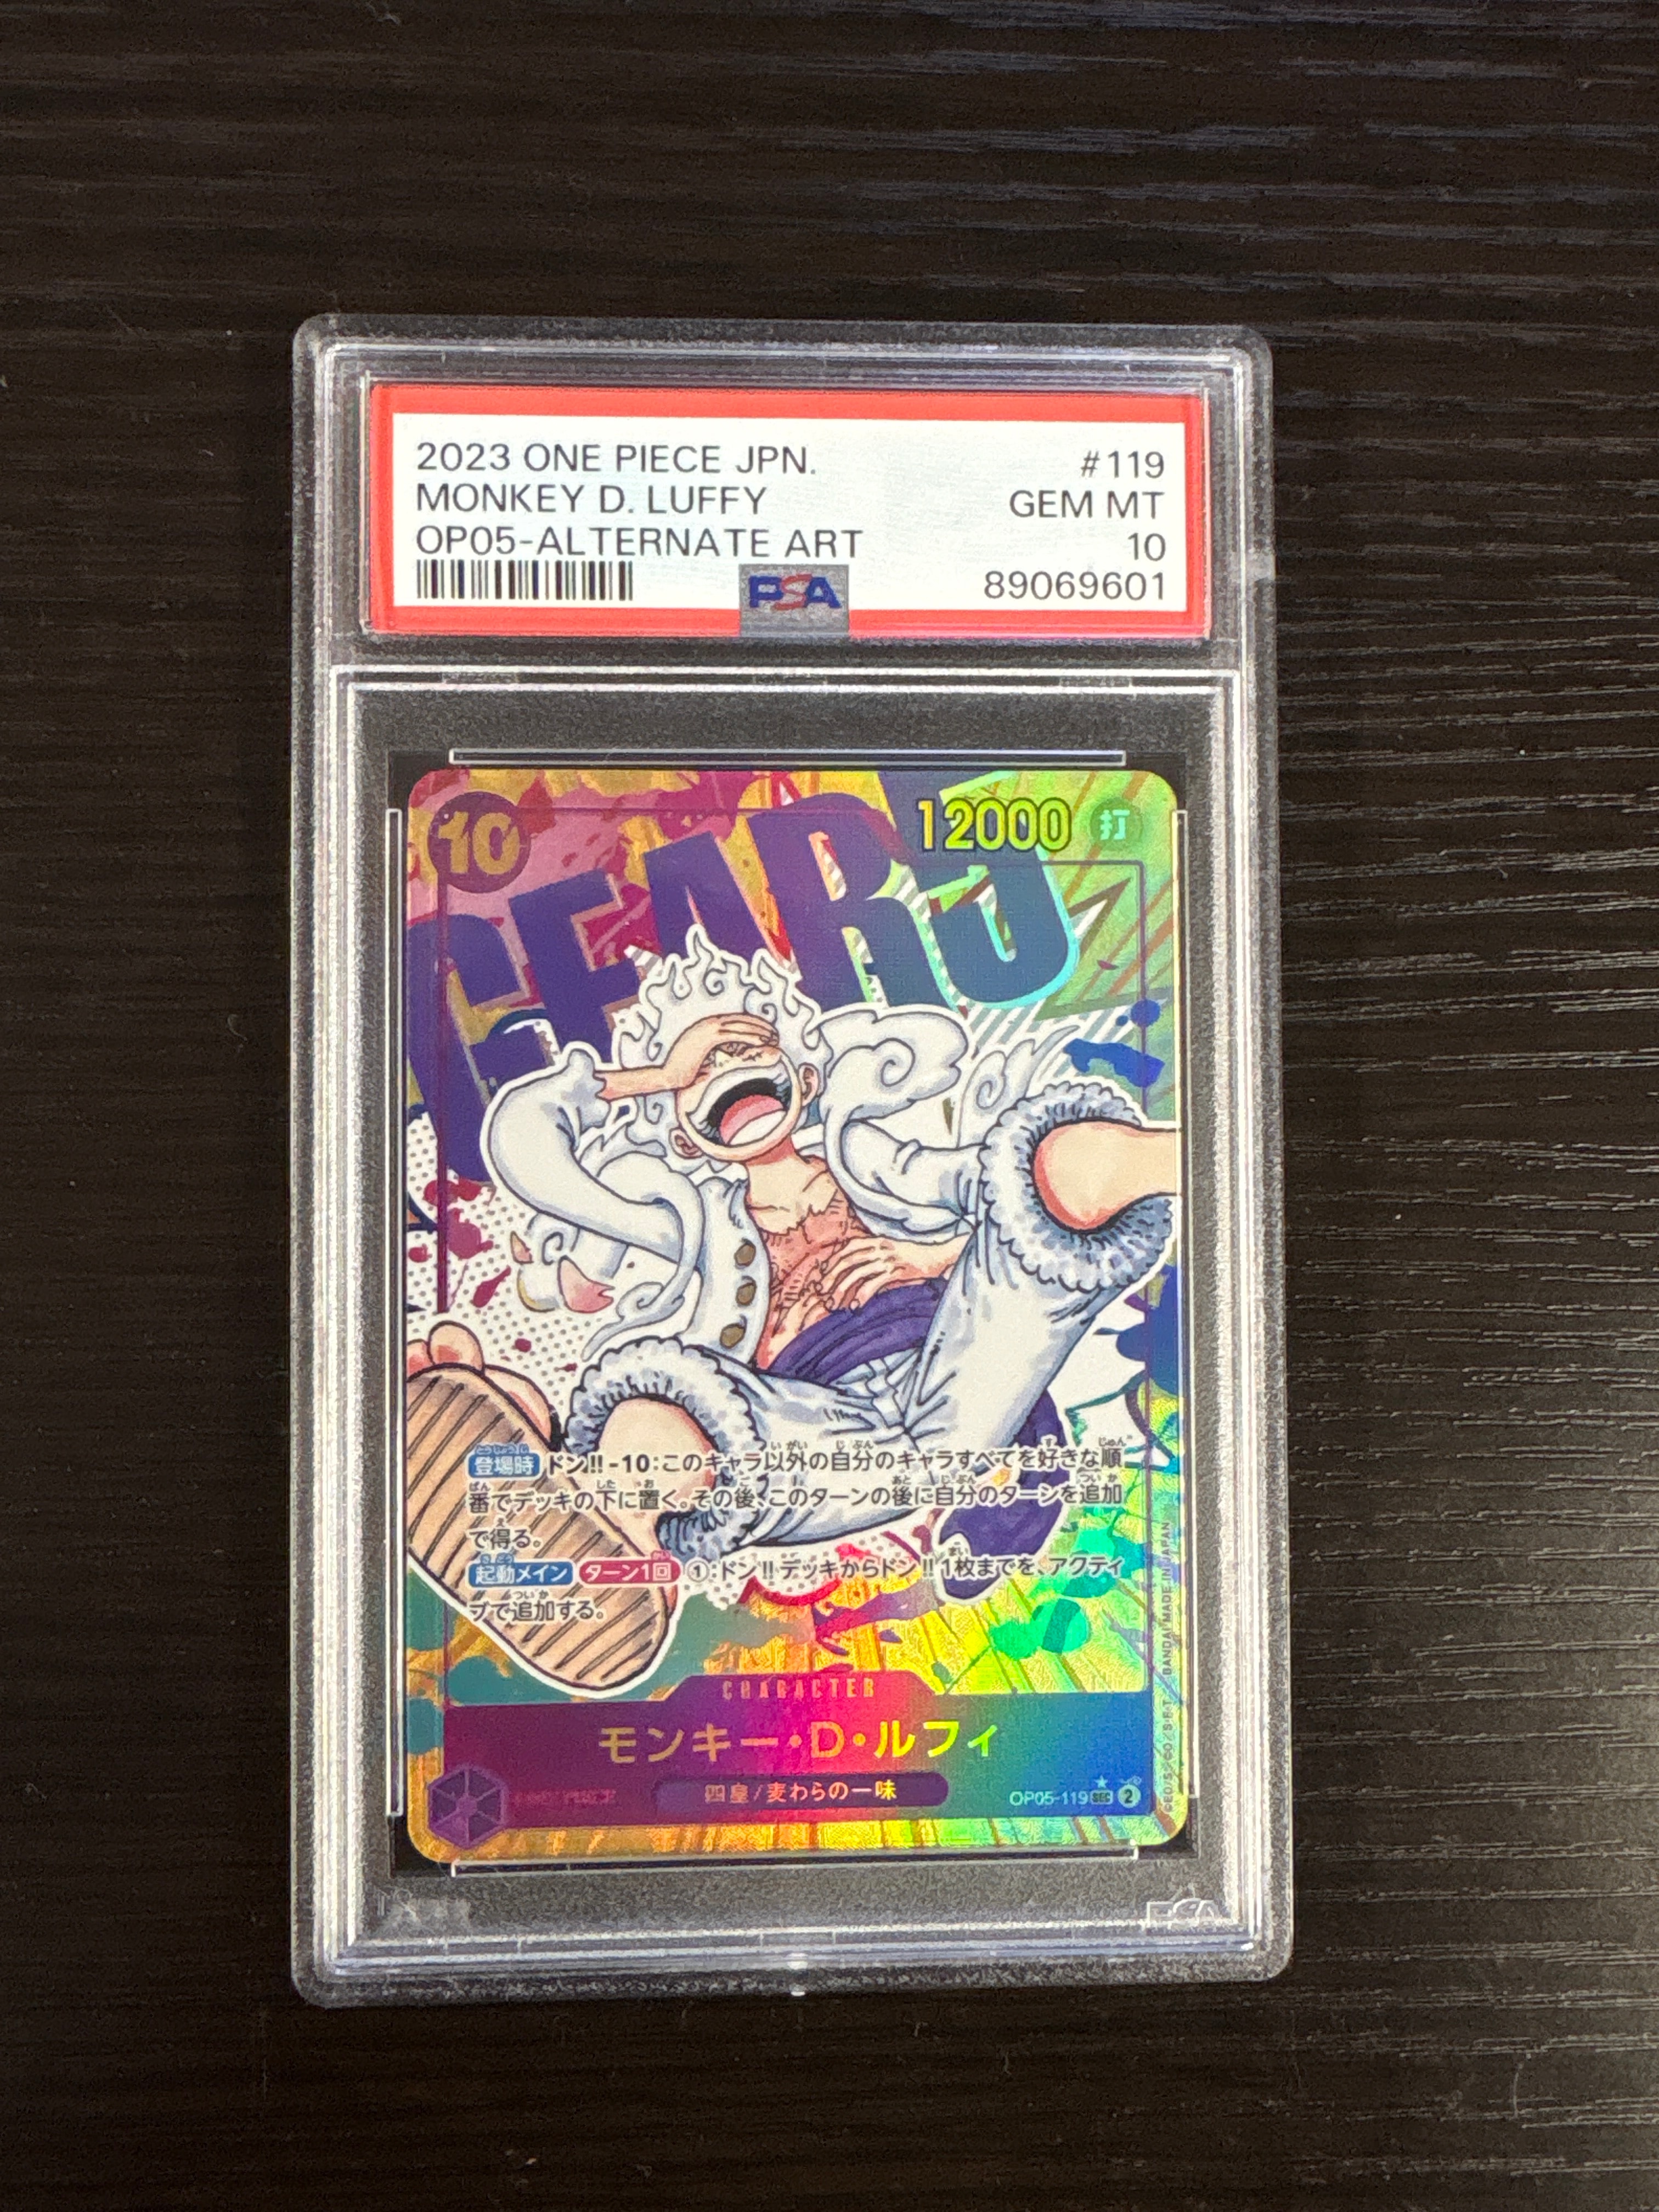 2023 ONE PIECE JPN. #119
MONKEY D. LUFFY GEM MT
OP05-ALTERNATE ART 10
PSA 89069601
10
12000 打
GEAR5
登場時 ドン!!-10:このキャラ以外の自分のキャラすべてを好きな順
番でデッキの下に置く。その後、このターンの後に自分のターンを追加
で得る。
起動メイン ターン1回 ①:ドン!!デッキからドン!!1枚までを、アクティ
ブで追加する。
CHARACTER
モンキー・D・ルフィ
四皇/麦わらの一味
OP05-119 SEC 2
BANDAI MADE IN JAPAN
PSA